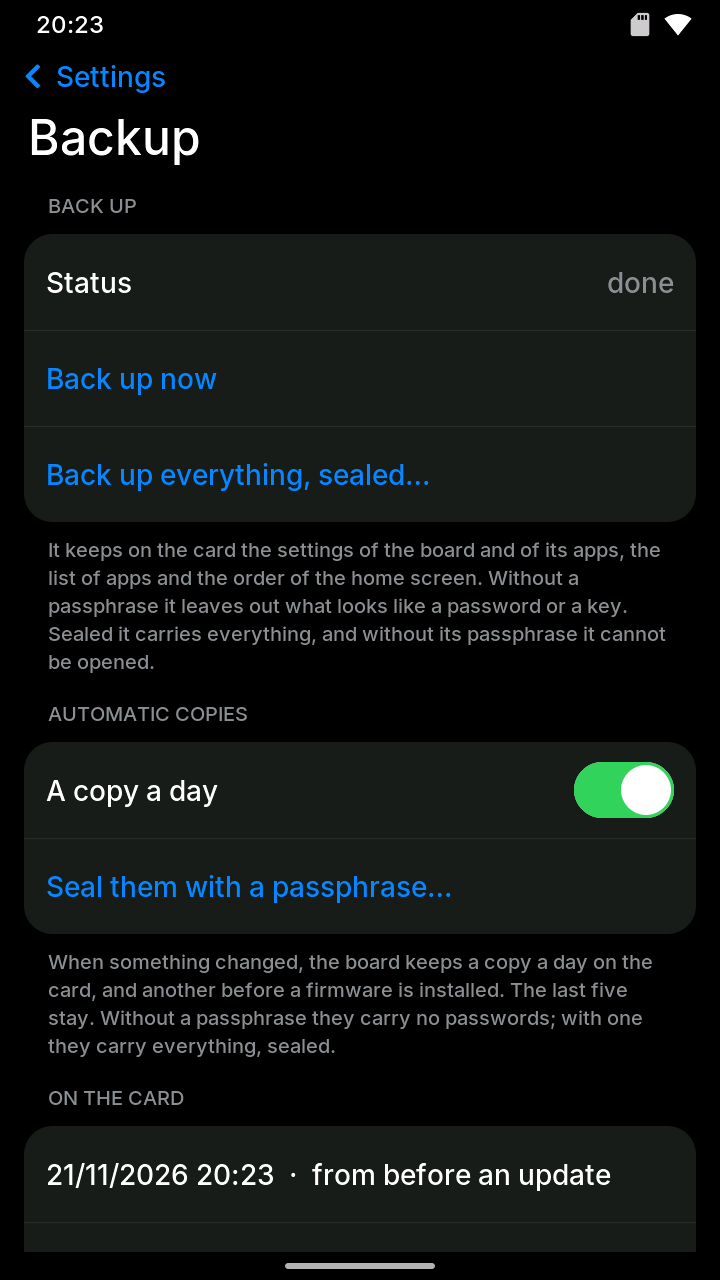 20:23
Settings
Backup
BACK UP
Status done
Back up now
Back up everything, sealed...
It keeps on the card the settings of the board and of its apps, the
list of apps and the order of the home screen. Without a
passphrase it leaves out what looks like a password or a key.
Sealed it carries everything, and without its passphrase it cannot
be opened.
AUTOMATIC COPIES
A copy a day
Seal them with a passphrase...
When something changed, the board keeps a copy a day on the
card, and another before a firmware is installed. The last five
stay. Without a passphrase they carry no passwords; with one
they carry everything, sealed.
ON THE CARD
21/11/2026 20:23 · from before an update